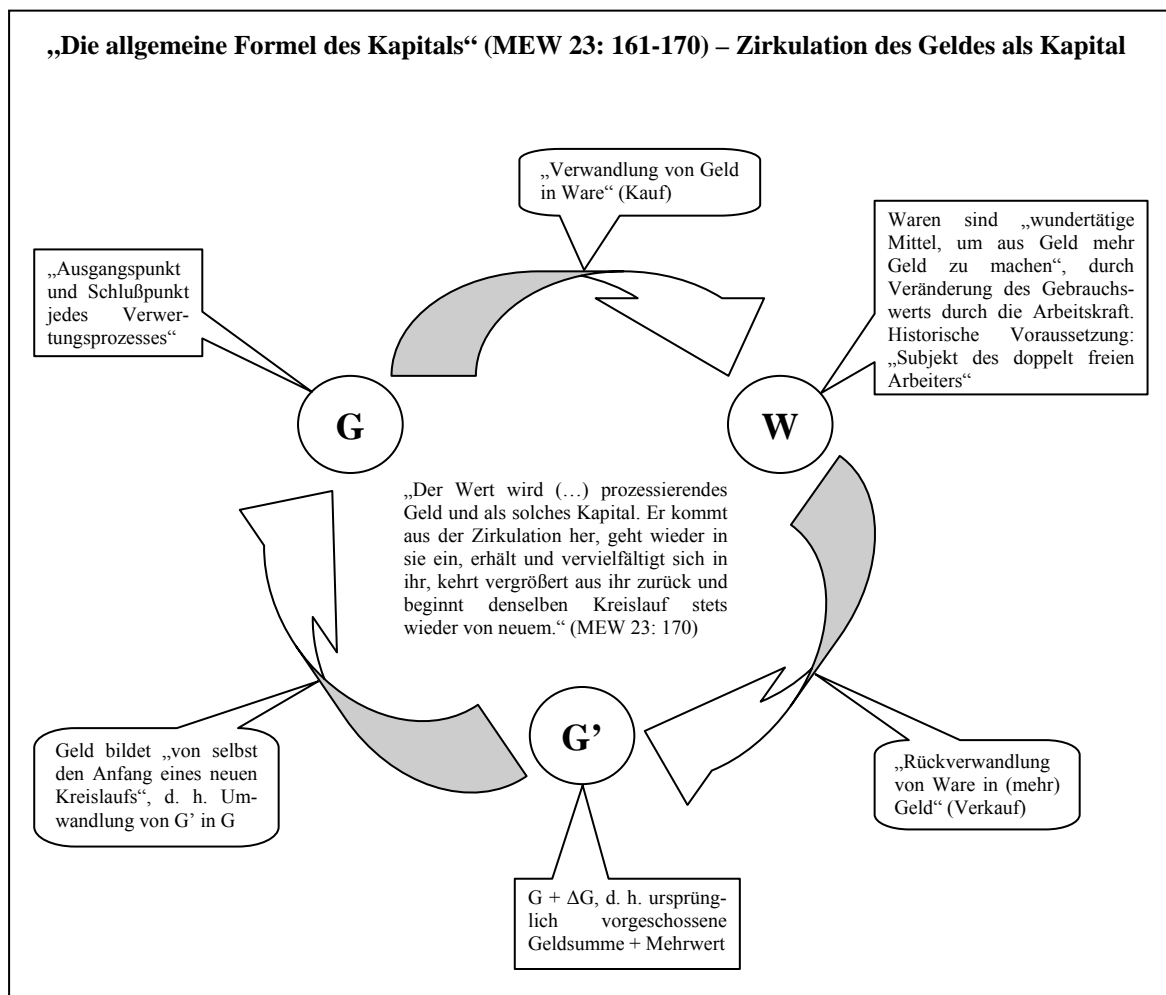 „Die allgemeine Formel des Kapitals“ (MEW 23: 161-170) – Zirkulation des Geldes als Kapital
„Verwandlung von Geld
in Ware“ (Kauf)
Waren sind „wundertätige
Mittel, um aus Geld mehr
Geld zu machen“, durch
Veränderung des Gebrauchs-
werts durch die Arbeitskraft.
Historische Voraussetzung:
„Subjekt des doppelt freien
Arbeiters“
„Ausgangspunkt
und Schlußpunkt
jedes Verwer-
tungsprozesses“
G
W
„Der Wert wird (…) prozessierendes
Geld und als solches Kapital. Er kommt
aus der Zirkulation her, geht wieder in
sie ein, erhält und vervielfältigt sich in
ihr, kehrt vergrößert aus ihr zurück und
beginnt denselben Kreislauf stets
wieder von neuem.“ (MEW 23: 170)
G’
Geld bildet „von selbst
den Anfang eines neuen
Kreislaufs“, d. h. Um-
wandlung von G’ in G
„Rückverwandlung
von Ware in (mehr)
Geld“ (Verkauf)
G + ΔG, d. h. ursprüng-
lich vorgeschossene
Geldsumme + Mehrwert